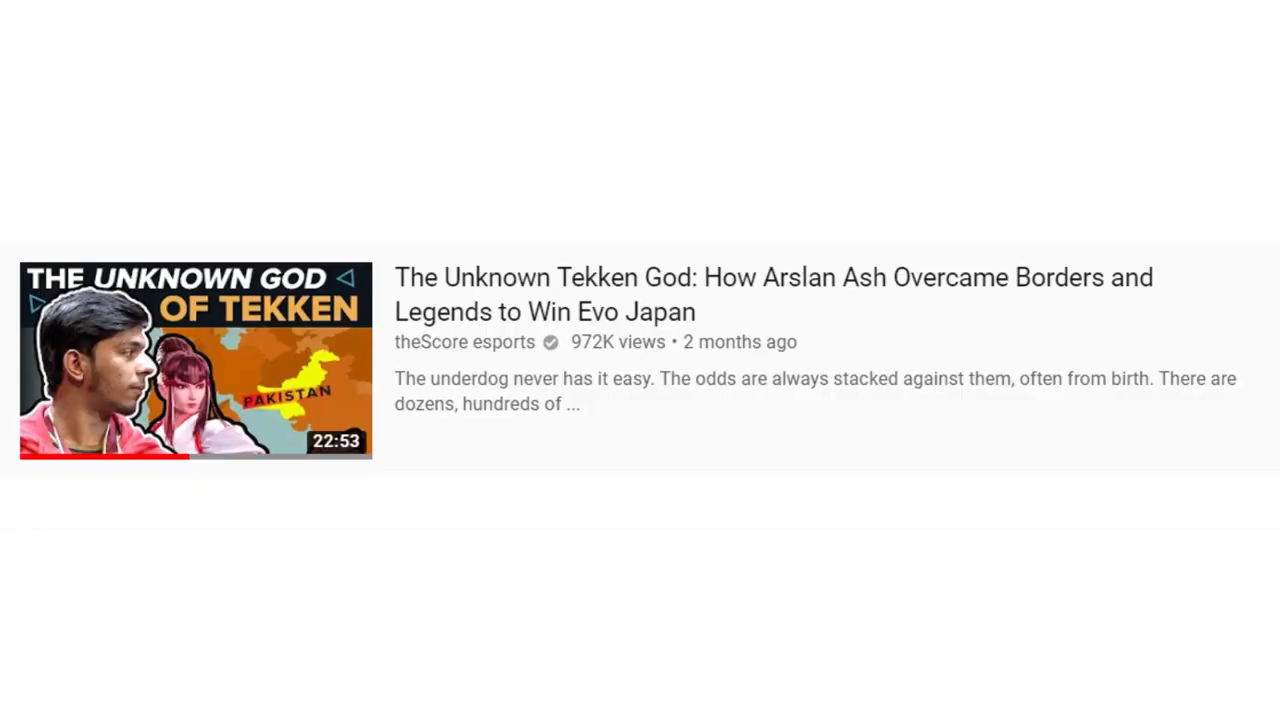 THE UNKNOWN GOD
OF TEKKEN
PAKISTAN
22:53
The Unknown Tekken God: How Arslan Ash Overcame Borders and
Legends to Win Evo Japan
theScore esports 972K views • 2 months ago
The underdog never has it easy. The odds are always stacked against them, often from birth. There are
dozens, hundreds of ...